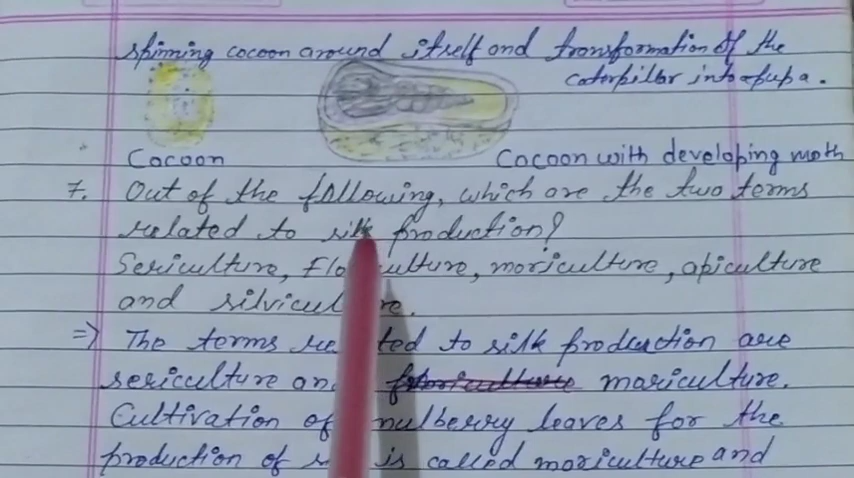 spinning cocoon around itself and transformation of the
caterpillar into a pupa.
Cocoon
Cocoon with developing moth
7. Out of the following, which are the two terms
related to silk production?
Sericulture, Flo culture, moriculture, apiculture
and silvicul re.
=> The terms re ted to silk production are
sericulture an mariculture.
Cultivation of mulberry leaves for the
production of is called moriculture and